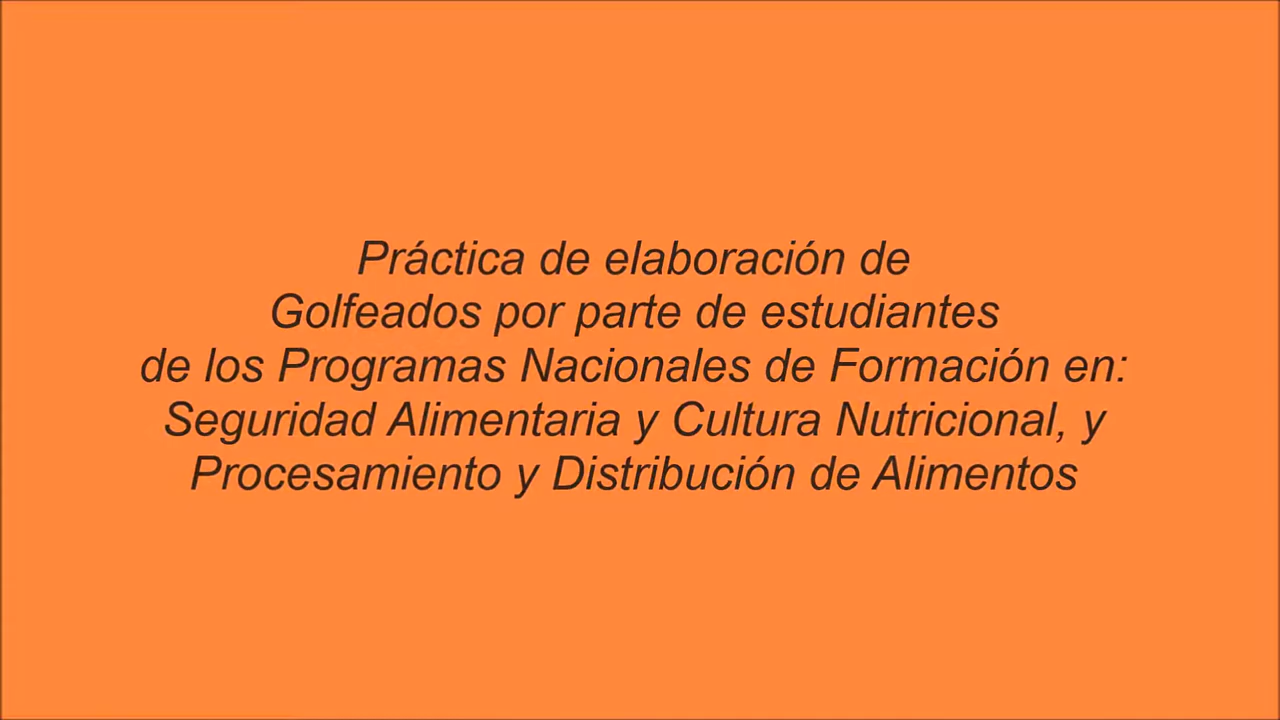 Práctica de elaboración de
Golfeados por parte de estudiantes
de los Programas Nacionales de Formación en:
Seguridad Alimentaria y Cultura Nutricional, y
Procesamiento y Distribución de Alimentos